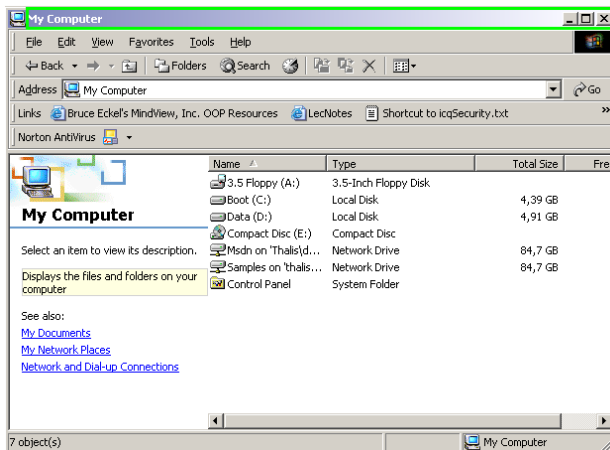 My Computer
File Edit View Favorites Tools Help
Back Folders Search
Address My Computer Go
Links Bruce Eckel's MindView, Inc. OOP Resources LecNotes Shortcut to icqSecurity.txt »
Norton AntiVirus
Name Type Total Size Fre
3.5 Floppy (A:) 3.5-Inch Floppy Disk
Boot (C:) Local Disk 4,39 GB
Data (D:) Local Disk 4,91 GB
Compact Disc (E:) Compact Disc
Msdn on 'Thalis\d... Network Drive 84,7 GB
Samples on 'thalis... Network Drive 84,7 GB
Control Panel System Folder
My Computer
Select an item to view its description.
Displays the files and folders on your
computer
See also:
My Documents
My Network Places
Network and Dial-up Connections
7 object(s) My Computer